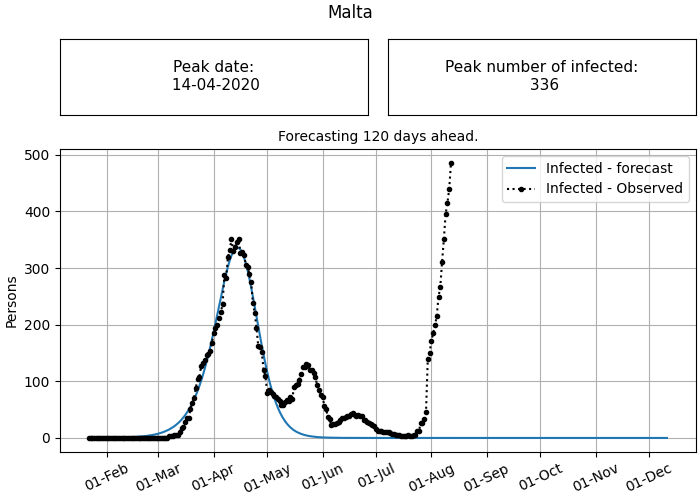 Malta
Peak date:
14-04-2020
Peak number of infected:
336
Forecasting 120 days ahead.
Infected - forecast
Infected - Observed
Persons
500
400
300
200
100
0
01-Feb
01-Mar
01-Apr
01-May
01-Jun
01-Jul
01-Aug
01-Sep
01-Oct
01-Nov
01-Dec